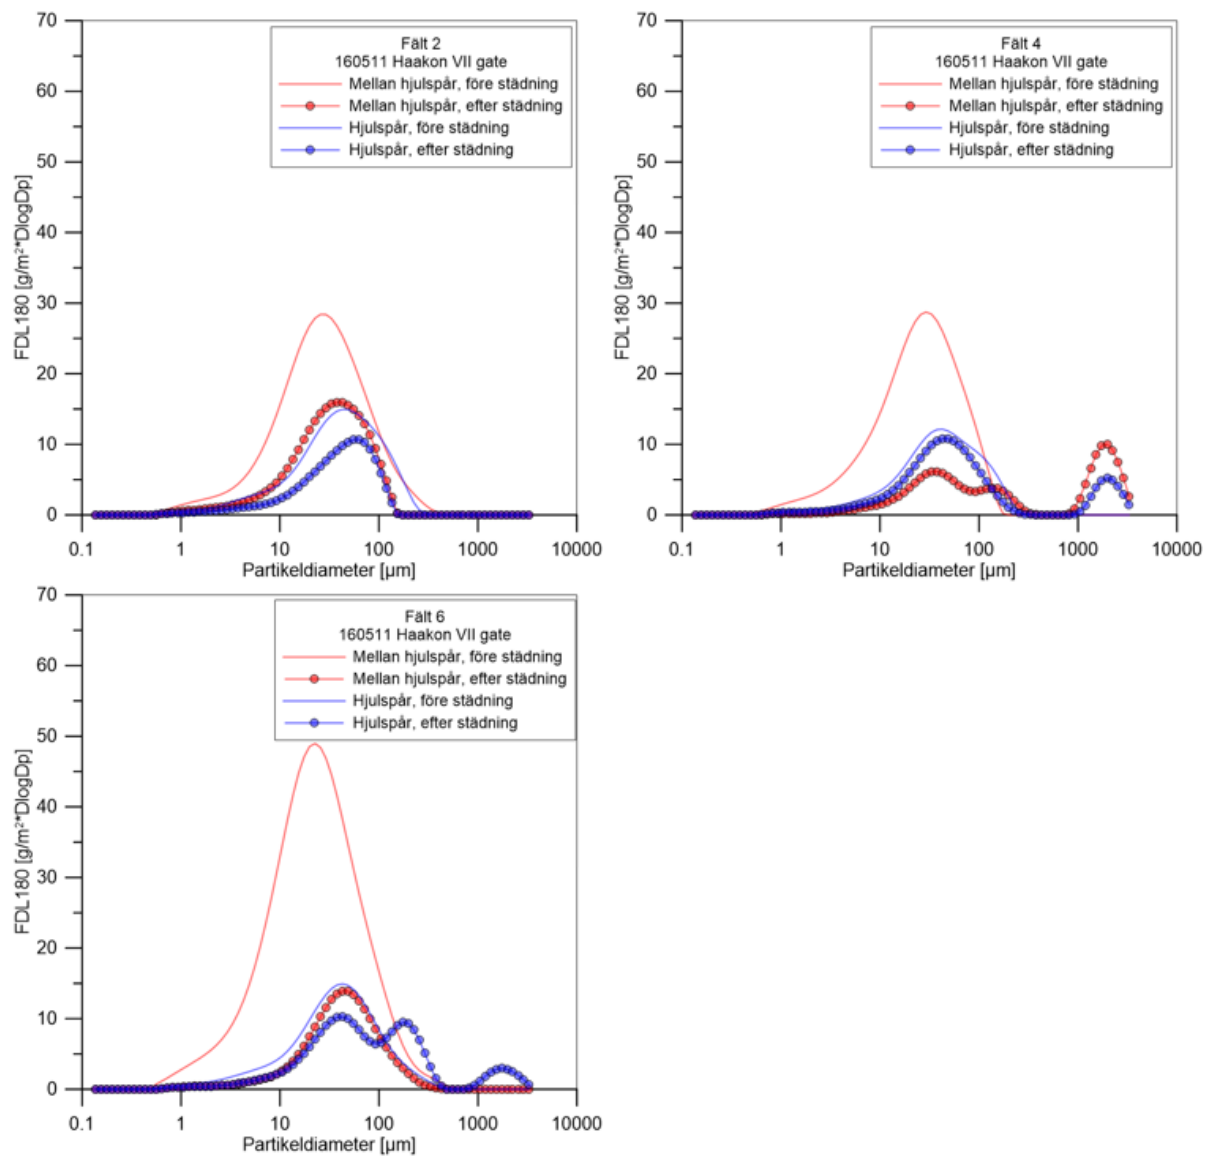 70
60
50
40
30
20
10
0
FDL180 [g/m²*DlogDp]
Fält 2
160511 Haakon VII gate
Mellan hjulspår, före städning
Mellan hjulspår, efter städning
Hjulspår, före städning
Hjulspår, efter städning
0.1 1 10 100 1000 10000
Partikeldiameter [µm]
70
60
50
40
30
20
10
0
FDL180 [g/m²*DlogDp]
Fält 4
160511 Haakon VII gate
Mellan hjulspår, före städning
Mellan hjulspår, efter städning
Hjulspår, före städning
Hjulspår, efter städning
0.1 1 10 100 1000 10000
Partikeldiameter [µm]
70
60
50
40
30
20
10
0
FDL180 [g/m²*DlogDp]
Fält 6
160511 Haakon VII gate
Mellan hjulspår, före städning
Mellan hjulspår, efter städning
Hjulspår, före städning
Hjulspår, efter städning
0.1 1 10 100 1000 10000
Partikeldiameter [µm]